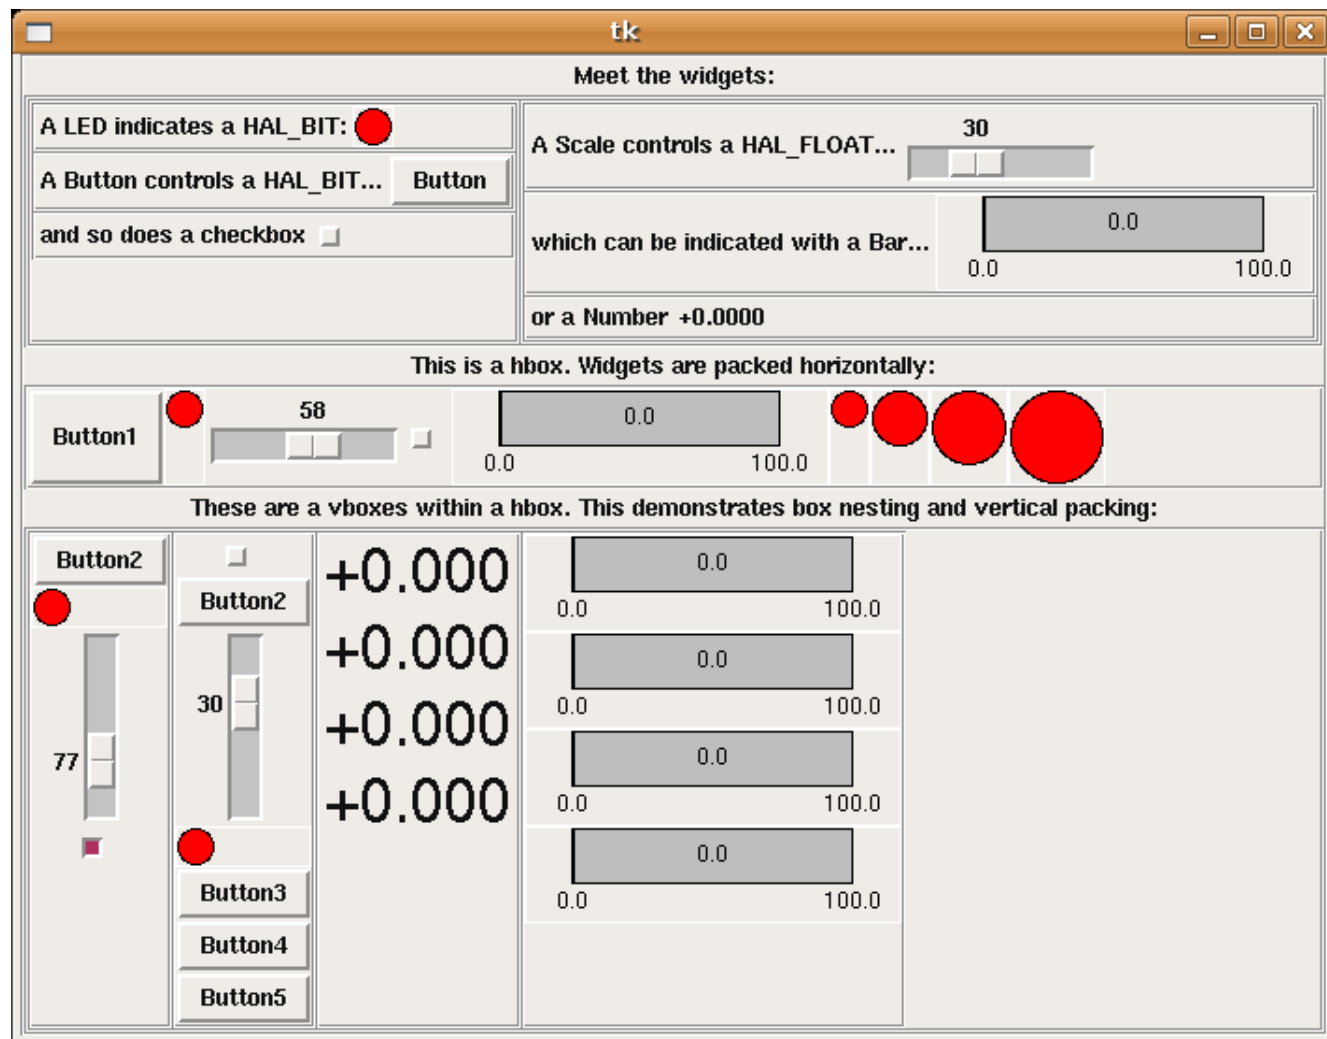 tk
Meet the widgets:
A LED indicates a HAL_BIT:
A Button controls a HAL_BIT... Button
and so does a checkbox
A Scale controls a HAL_FLOAT... 30
which can be indicated with a Bar... 0.0
0.0 100.0
or a Number +0.0000
This is a hbox. Widgets are packed horizontally:
Button1 58 0.0
0.0 100.0
These are a vboxes within a hbox. This demonstrates box nesting and vertical packing:
Button2
77
Button2
30
Button3
Button4
Button5
+0.000
+0.000
+0.000
+0.000
0.0
0.0 100.0
0.0
0.0 100.0
0.0
0.0 100.0
0.0
0.0 100.0